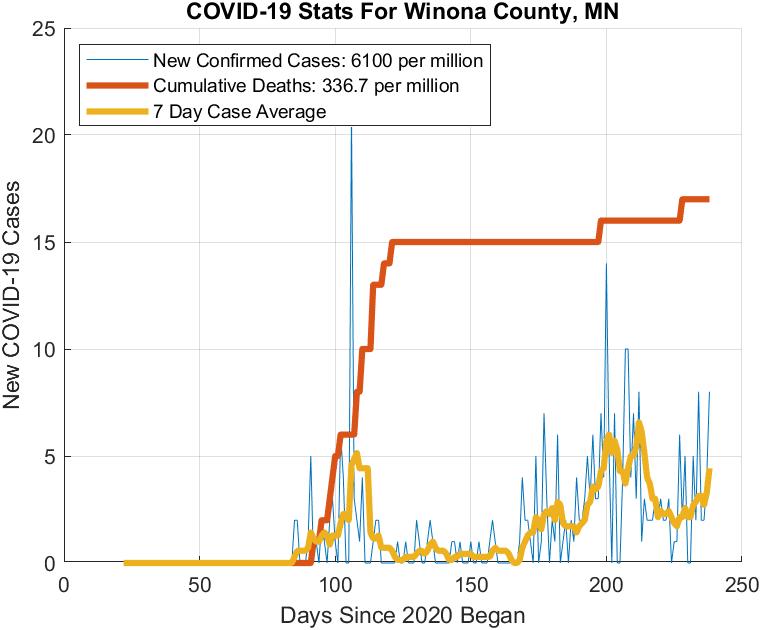 COVID-19 Stats For Winona County, MN
25
New Confirmed Cases: 6100 per million
Cumulative Deaths: 336.7 per million
7 Day Case Average
20
15
10
5
0
New COVID-19 Cases
0 50 100 150 200 250
Days Since 2020 Began